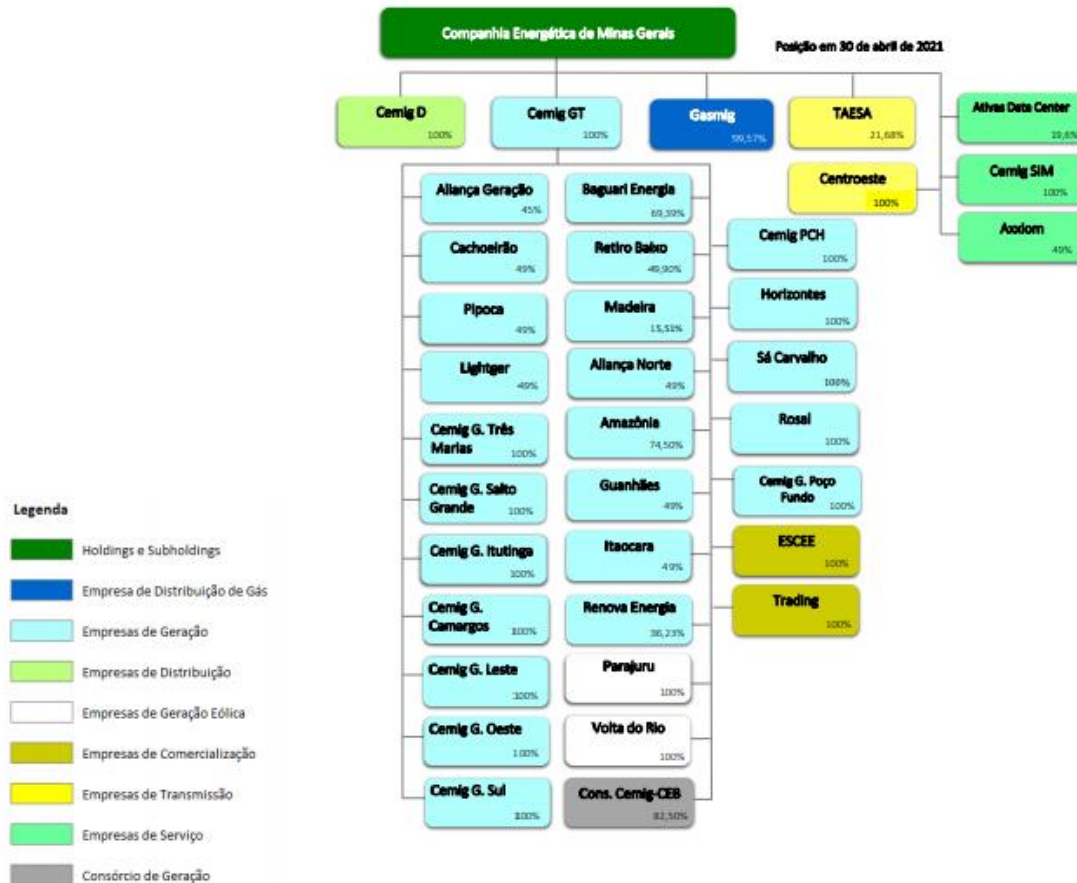 Companhia Energética de Minas Gerais
Posição em 30 de abril de 2021
Cemig D
100%
Cemig GT
100%
Gasmig
99,57%
TAESA
21,68%
Ativas Data Center
19,6%
Centroeste
100%
Cemig SIM
100%
Axxiom
49%
Aliança Geração
45%
Cachoeirão
49%
Pipoca
49%
Lightger
49%
Cemig G. Três
Marias
100%
Cemig G. Salto
Grande
100%
Cemig G. Itutinga
100%
Cemig G.
Camargos
100%
Cemig G. Leste
100%
Cemig G. Oeste
100%
Cemig G. Sul
100%
Baguari Energia
69,39%
Retiro Baixo
49,90%
Madeira
15,51%
Aliança Norte
49%
Amazônia
74,50%
Guanhães
49%
Itaocara
49%
Renova Energia
36,23%
Parajuru
100%
Volta do Rio
100%
Cons. Cemig-CEB
82,50%
Cemig PCH
100%
Horizontes
100%
Sá Carvalho
100%
Rosal
100%
Cemig G. Poço
Fundo
100%
ESCEE
100%
Trading
100%
Legenda
Holdings e Subholdings
Empresa de Distribuição de Gás
Empresas de Geração
Empresas de Distribuição
Empresas de Geração Eólica
Empresas de Comercialização
Empresas de Transmissão
Empresas de Serviço
Consórcio de Geração